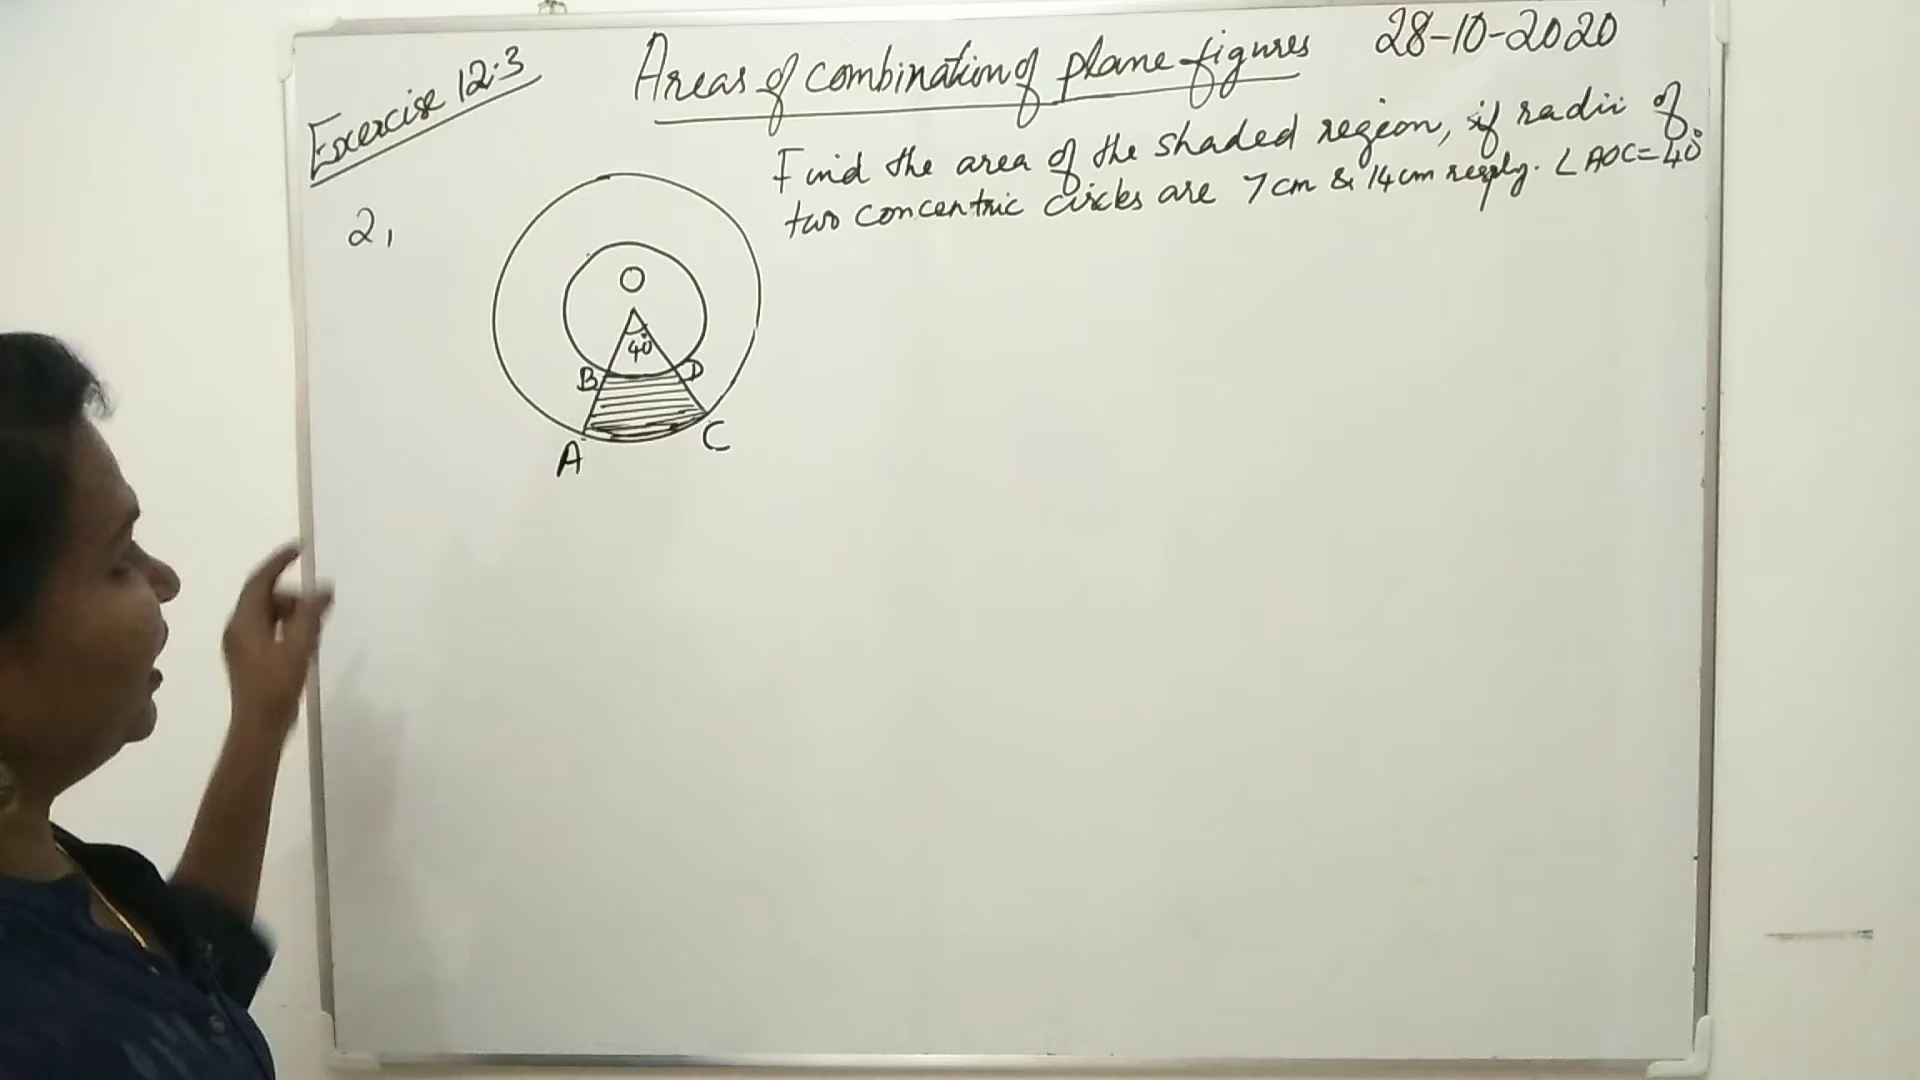 Exercise 12.3
Areas of combination of plane figures 28-10-2020
Find the area of the shaded region, if radii of
two concentric circles are 7cm & 14cm resply. ∠AOC=40°
2,
O
40°
B D
A C